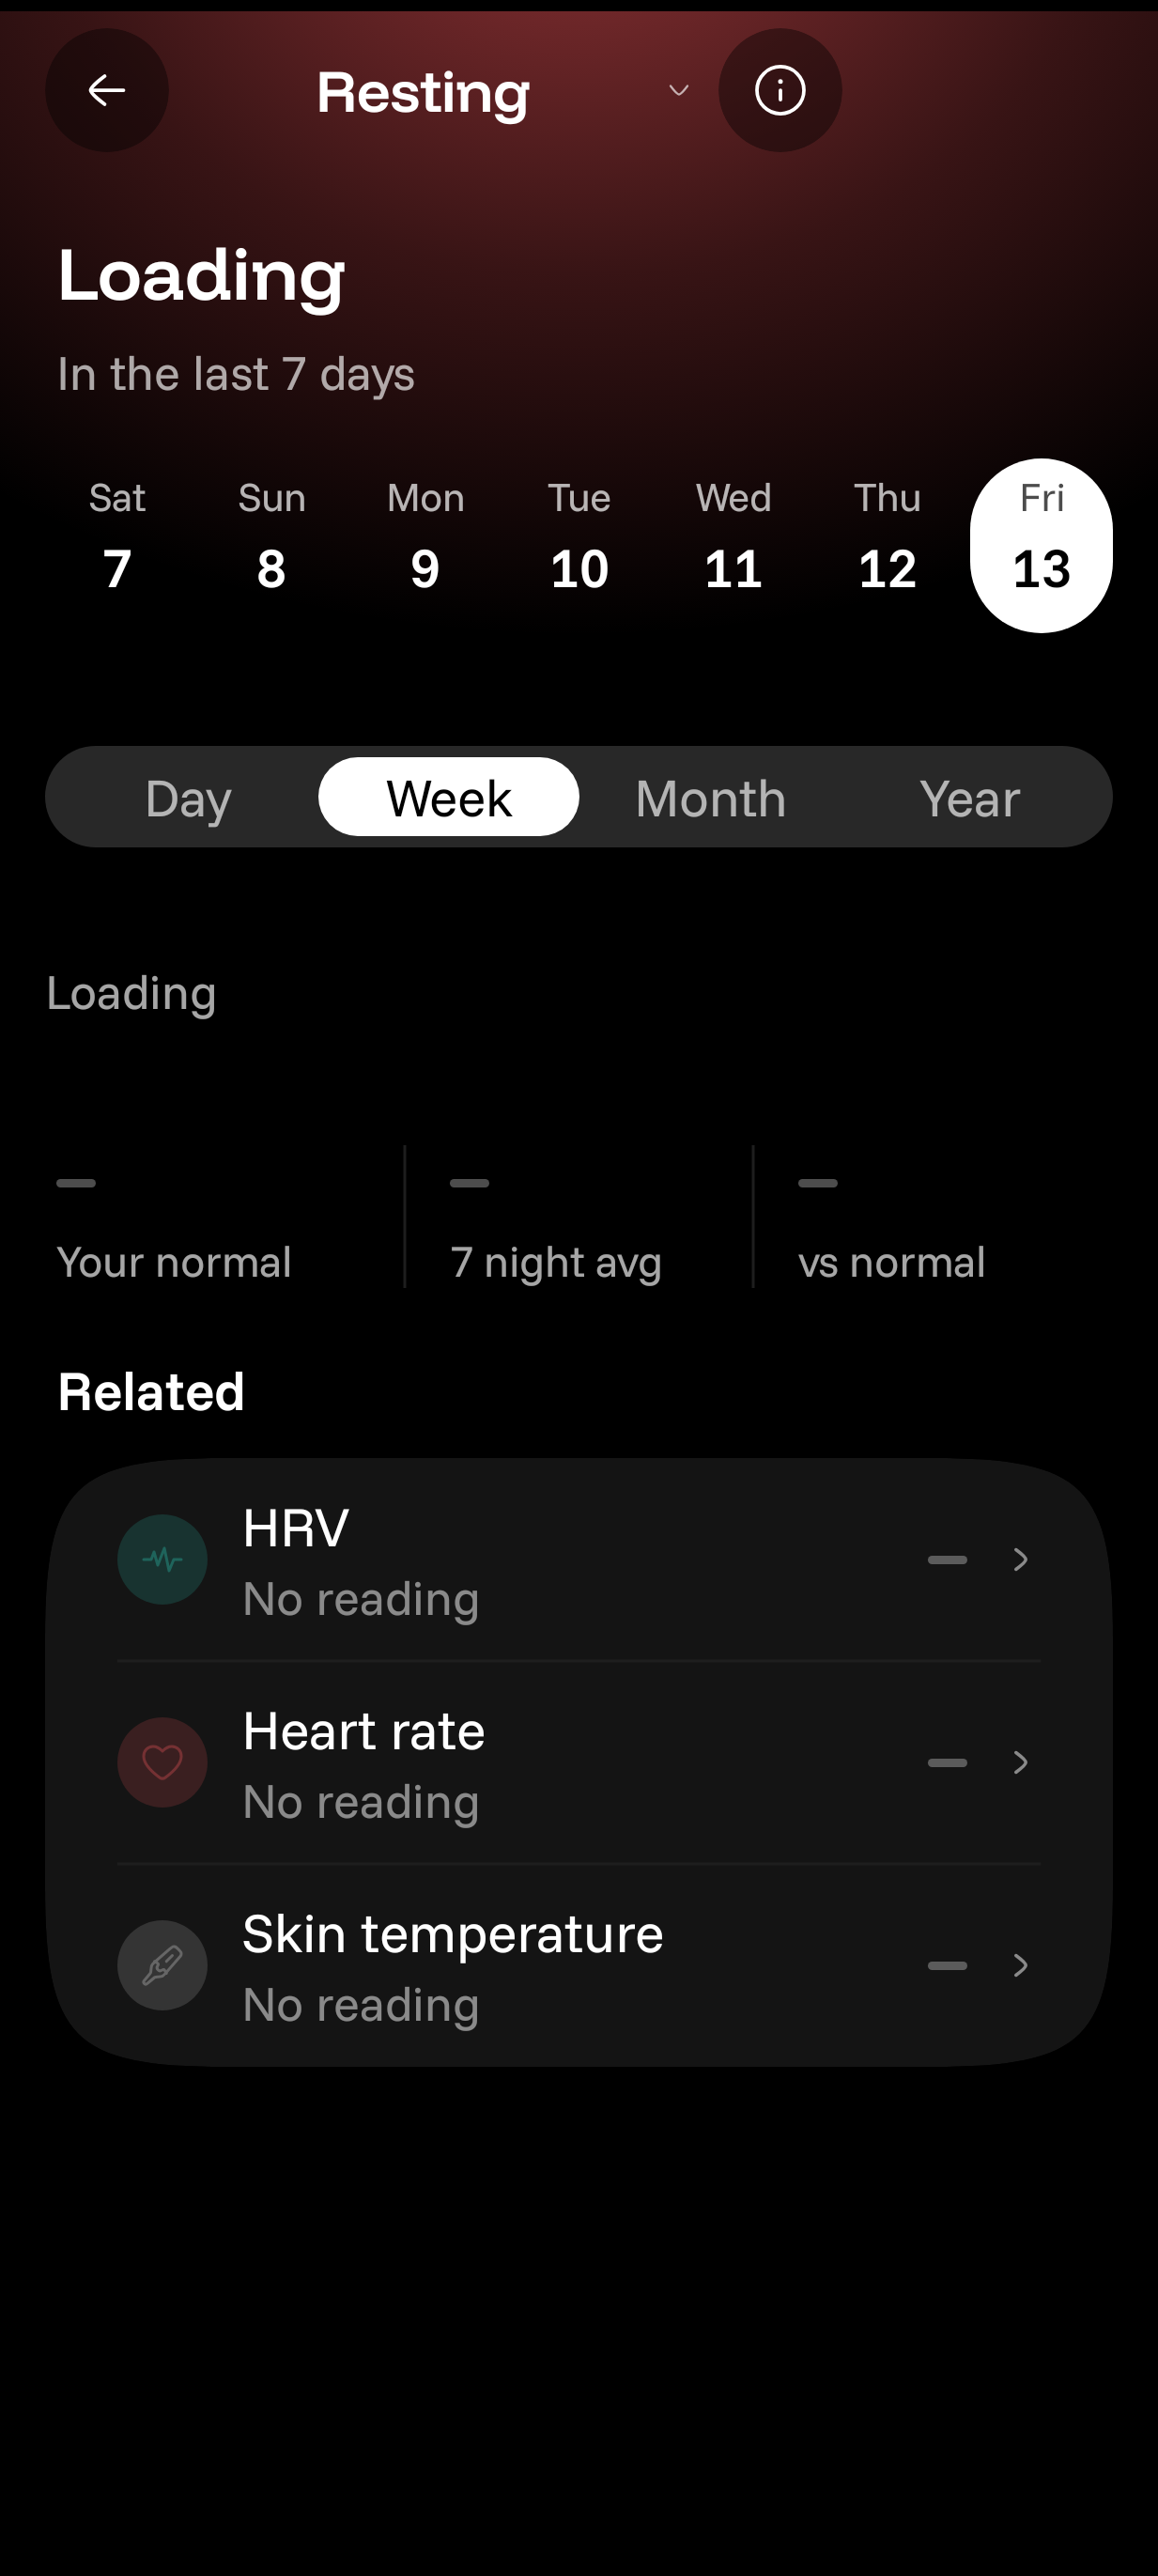 Resting
Loading
In the last 7 days
Sat Sun Mon Tue Wed Thu Fri
7 8 9 10 11 12 13
Day Week Month Year
Loading
Your normal 7 night avg vs normal
Related
HRV
No reading
Heart rate
No reading
Skin temperature
No reading